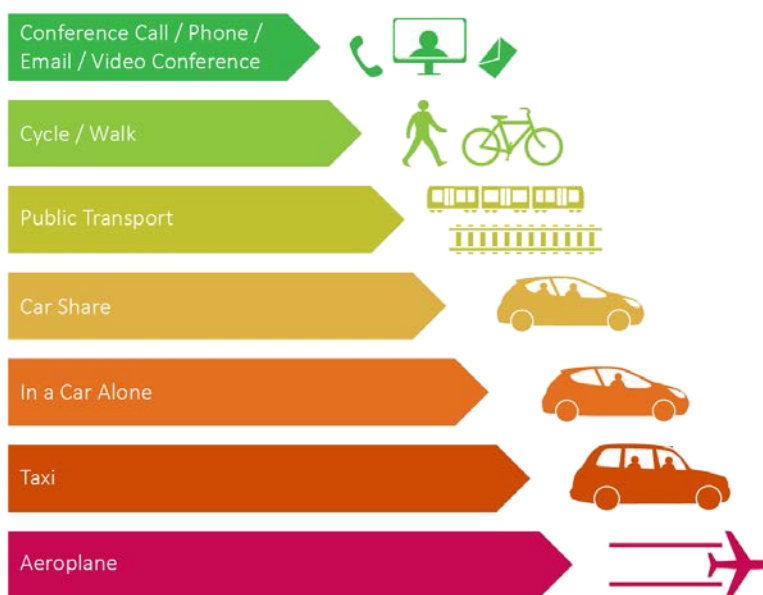 Conference Call / Phone /
Email / Video Conference
Cycle / Walk
Public Transport
Car Share
In a Car Alone
Taxi
Aeroplane